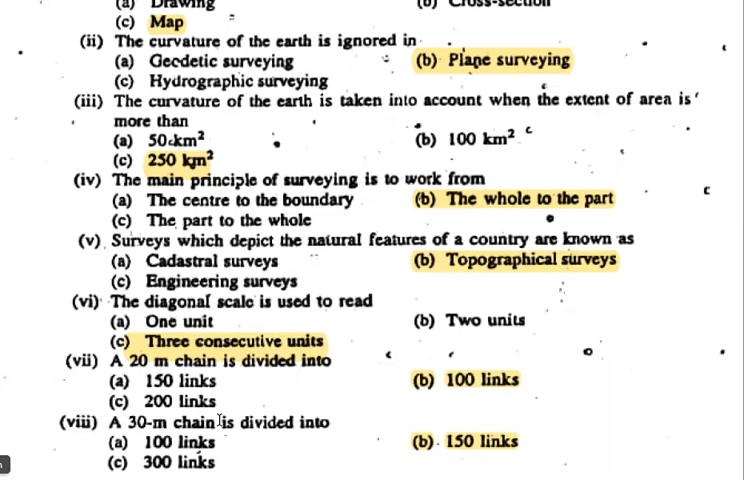 (a) Drawing (b) Cross-section
(c) Map
(ii) The curvature of the earth is ignored in
(a) Geodetic surveying (b) Plane surveying
(c) Hydrographic surveying
(iii) The curvature of the earth is taken into account when the extent of area is
more than
(a) 50 km² (b) 100 km²
(c) 250 km²
(iv) The main principle of surveying is to work from
(a) The centre to the boundary (b) The whole to the part
(c) The part to the whole
(v) Surveys which depict the natural features of a country are known as
(a) Cadastral surveys (b) Topographical surveys
(c) Engineering surveys
(vi) The diagonal scale is used to read
(a) One unit (b) Two units
(c) Three consecutive units
(vii) A 20 m chain is divided into
(a) 150 links (b) 100 links
(c) 200 links
(viii) A 30-m chain is divided into
(a) 100 links (b) 150 links
(c) 300 links